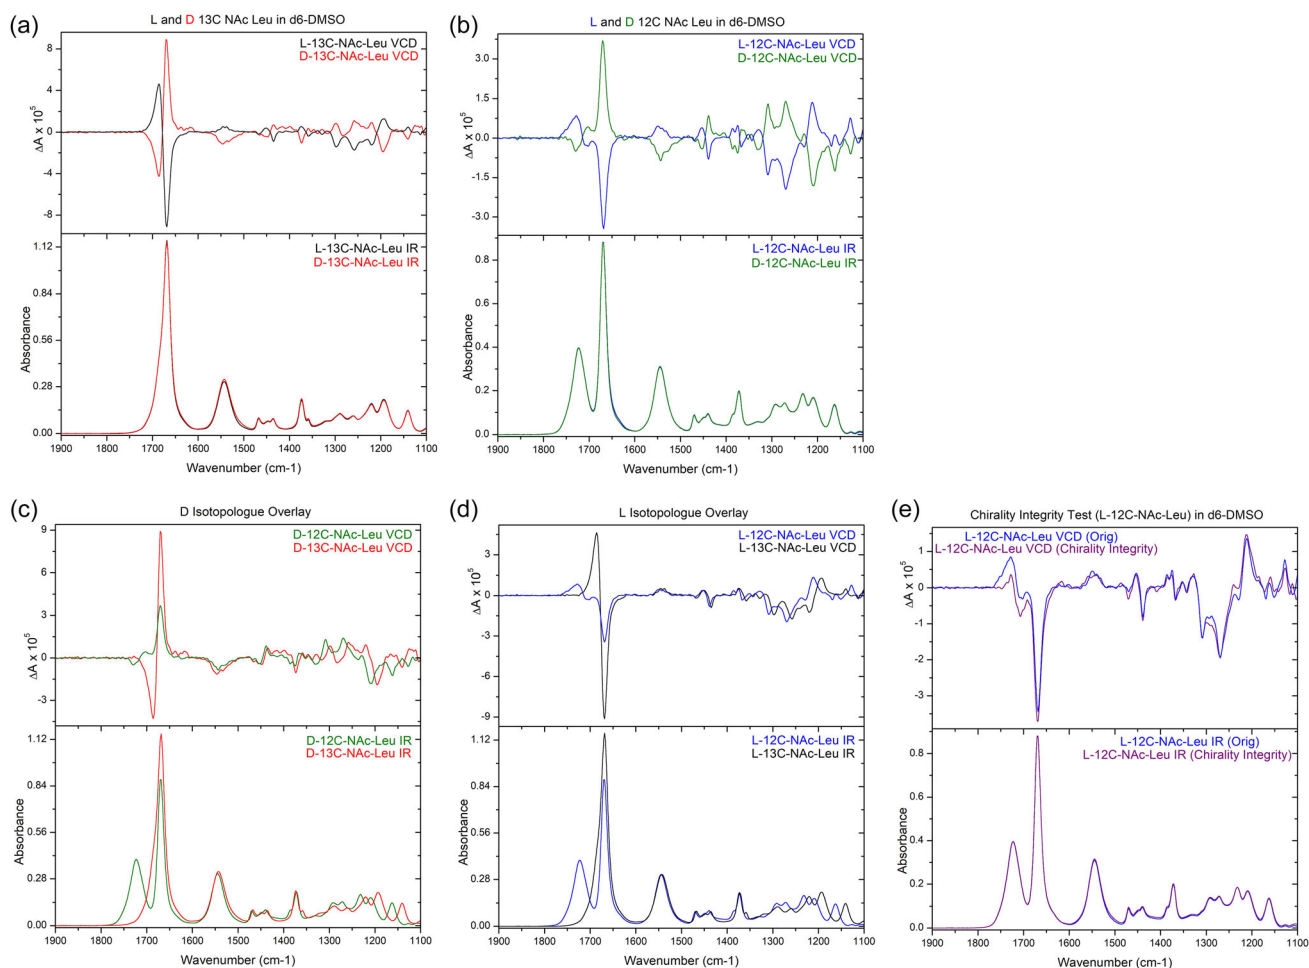 (a)
L and D 13C NAc Leu in d6-DMSO
L-13C-NAc-Leu VCD
D-13C-NAc-Leu VCD
8
4
0
-4
-8
ΔA x 10⁵
L-13C-NAc-Leu IR
D-13C-NAc-Leu IR
1.12
0.84
0.56
0.28
0.00
Absorbance
1900 1800 1700 1600 1500 1400 1300 1200 1100
Wavenumber (cm-1)
(b)
L and D 12C NAc Leu in d6-DMSO
L-12C-NAc-Leu VCD
D-12C-NAc-Leu VCD
3.0
1.5
0.0
-1.5
-3.0
ΔA x 10⁵
L-12C-NAc-Leu IR
D-12C-NAc-Leu IR
0.8
0.6
0.4
0.2
0.0
Absorbance
1900 1800 1700 1600 1500 1400 1300 1200 1100
Wavenumber (cm-1)
(c)
D Isotopologue Overlay
D-12C-NAc-Leu VCD
D-13C-NAc-Leu VCD
9
6
3
0
-3
ΔA x 10⁵
D-12C-NAc-Leu IR
D-13C-NAc-Leu IR
1.12
0.84
0.56
0.28
0.00
Absorbance
1900 1800 1700 1600 1500 1400 1300 1200 1100
Wavenumber (cm-1)
(d)
L Isotopologue Overlay
L-12C-NAc-Leu VCD
L-13C-NAc-Leu VCD
3
0
-3
-6
-9
ΔA x 10⁵
L-12C-NAc-Leu IR
L-13C-NAc-Leu IR
1.12
0.84
0.56
0.28
0.00
Absorbance
1900 1800 1700 1600 1500 1400 1300 1200 1100
Wavenumber (cm-1)
(e)
Chirality Integrity Test (L-12C-NAc-Leu) in d6-DMSO
L-12C-NAc-Leu VCD (Orig)
L-12C-NAc-Leu VCD (Chirality Integrity)
1
0
-1
-2
-3
ΔA x 10⁵
L-12C-NAc-Leu IR (Orig)
L-12C-NAc-Leu IR (Chirality Integrity)
0.8
0.6
0.4
0.2
0.0
Absorbance
1900 1800 1700 1600 1500 1400 1300 1200 1100
Wavenumber (cm-1)